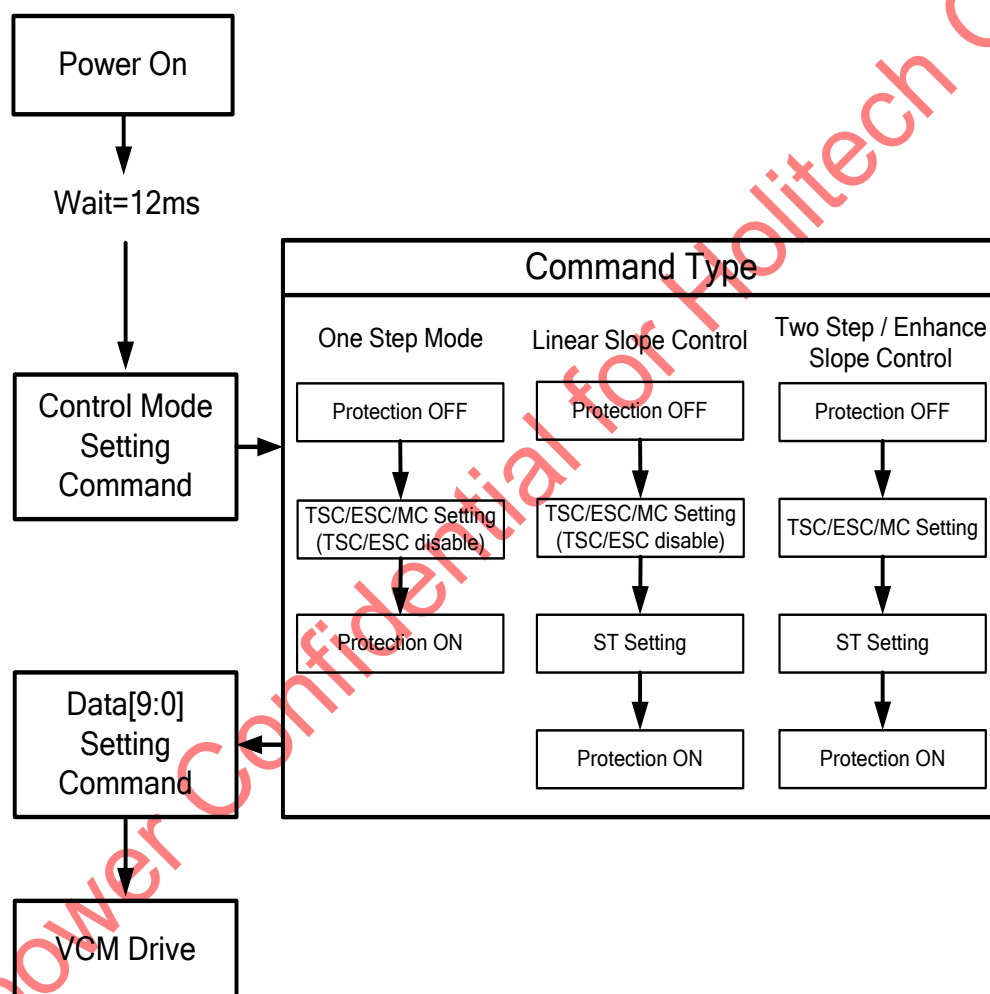 Power On
Wait=12ms
Control Mode
Setting
Command
Command Type
One Step Mode
Protection OFF
TSC/ESC/MC Setting
(TSC/ESC disable)
Protection ON
Linear Slope Control
Protection OFF
TSC/ESC/MC Setting
(TSC/ESC disable)
ST Setting
Protection ON
Two Step / Enhance
Slope Control
Protection OFF
TSC/ESC/MC Setting
ST Setting
Protection ON
Data[9:0]
Setting
Command
VCM Drive
Confidential for Holitech